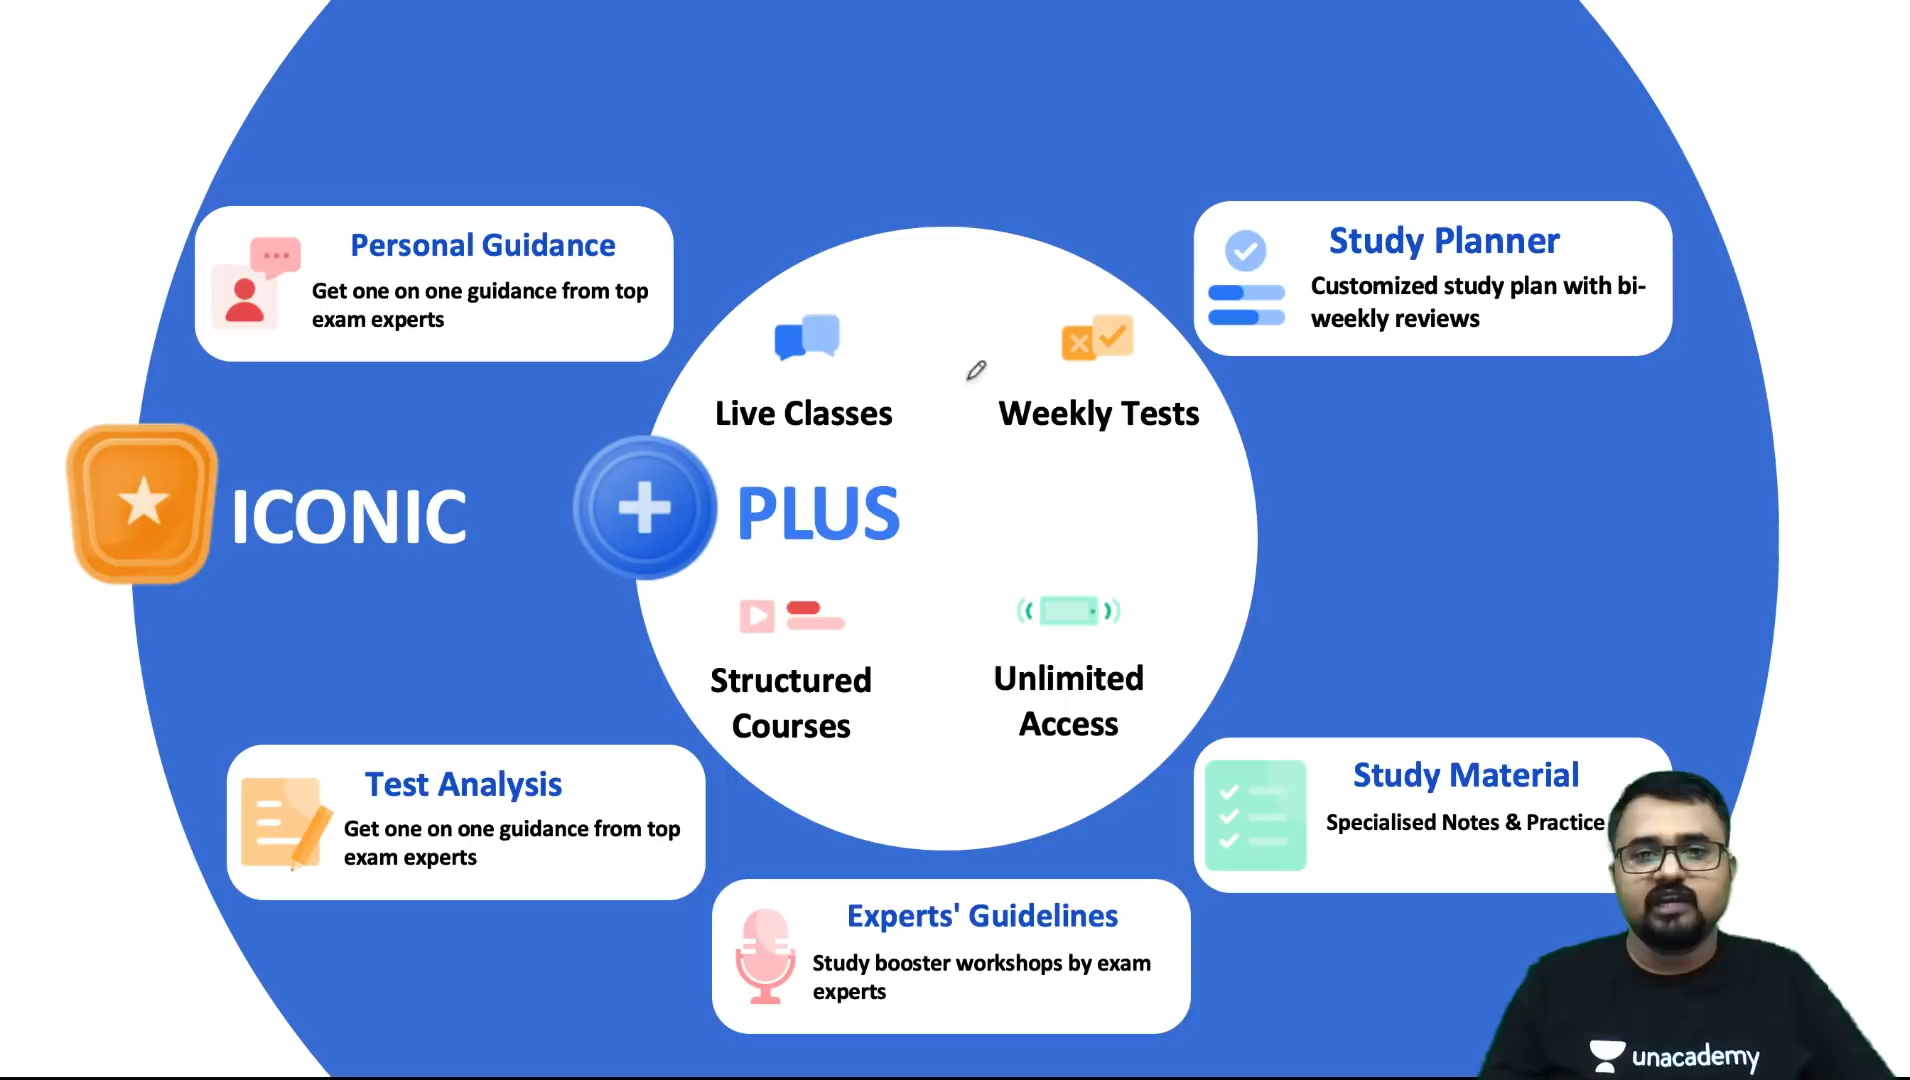 Personal Guidance
Get one on one guidance from top
exam experts
Study Planner
Customized study plan with bi-
weekly reviews
Live Classes
Weekly Tests
ICONIC
PLUS
Structured
Courses
Unlimited
Access
Test Analysis
Get one on one guidance from top
exam experts
Study Material
Specialised Notes & Practice
Experts' Guidelines
Study booster workshops by exam
experts
unacademy